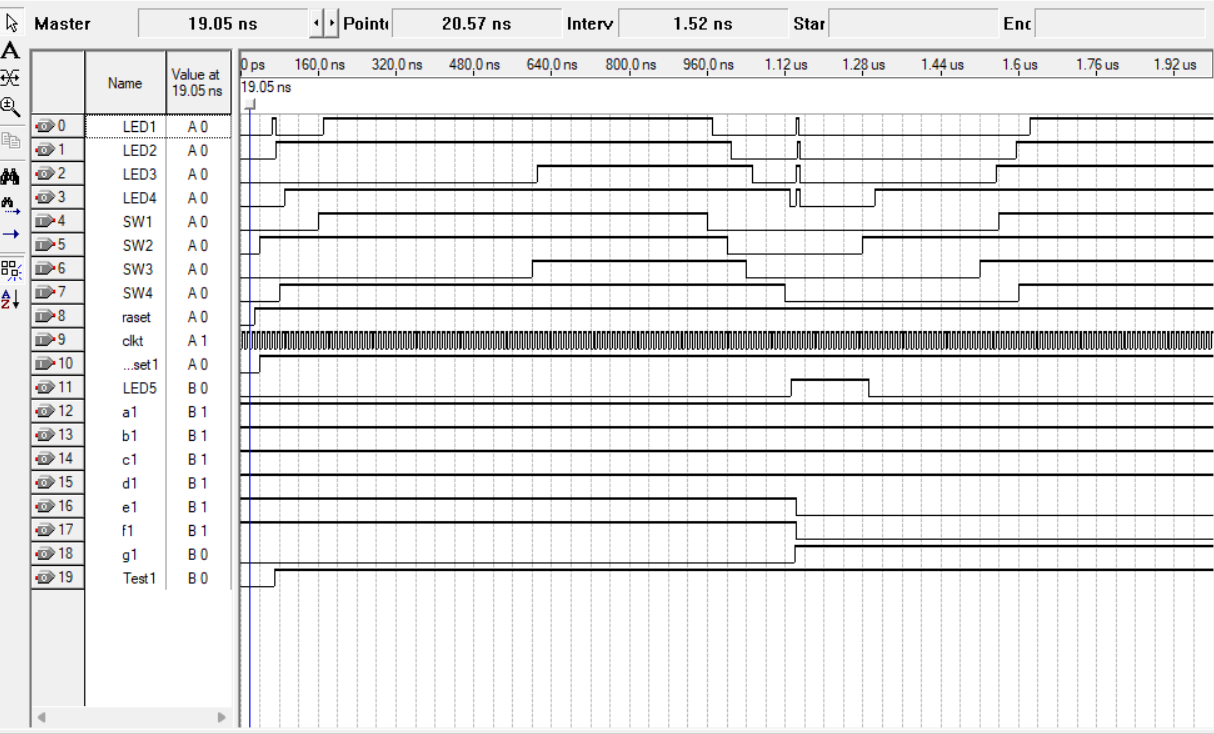 Master 19.05 ns Pointe 20.57 ns Interv 1.52 ns Star Enc
Name Value at 19.05 ns 0 ps 160.0 ns 320.0 ns 480.0 ns 640.0 ns 800.0 ns 960.0 ns 1.12 us 1.28 us 1.44 us 1.6 us 1.76 us 1.92 us
19.05 ns
0 LED1 A 0
1 LED2 A 0
2 LED3 A 0
3 LED4 A 0
4 SW1 A 0
5 SW2 A 0
6 SW3 A 0
7 SW4 A 0
8 raset A 0
9 clkt A 1
10 ...set1 A 0
11 LED5 B 0
12 a1 B 1
13 b1 B 1
14 c1 B 1
15 d1 B 1
16 e1 B 1
17 f1 B 1
18 g1 B 0
19 Test1 B 0